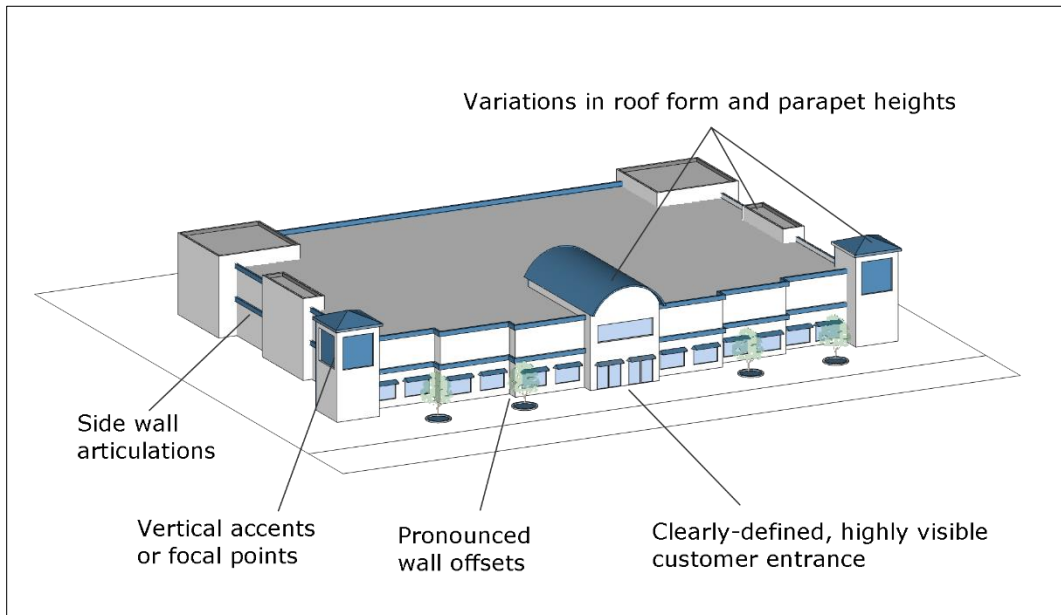 Variations in roof form and parapet heights
Side wall
articulations
Vertical accents
or focal points
Pronounced
wall offsets
Clearly-defined, highly visible
customer entrance